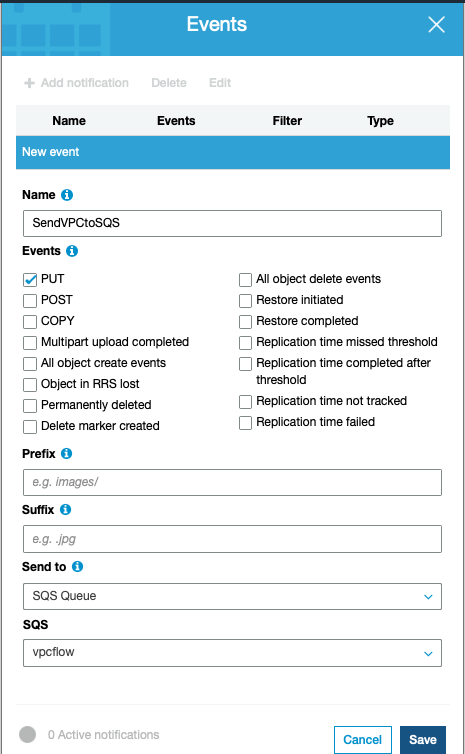 Events
Add notification Delete Edit
Name Events Filter Type
New event
Name
SendVPCtoSQS
Events
PUT
POST
COPY
Multipart upload completed
All object create events
Object in RRS lost
Permanently deleted
Delete marker created
All object delete events
Restore initiated
Restore completed
Replication time missed threshold
Replication time completed after
threshold
Replication time not tracked
Replication time failed
Prefix
e.g. images/
Suffix
e.g. .jpg
Send to
SQS Queue
SQS
vpcflow
0 Active notifications
Cancel Save